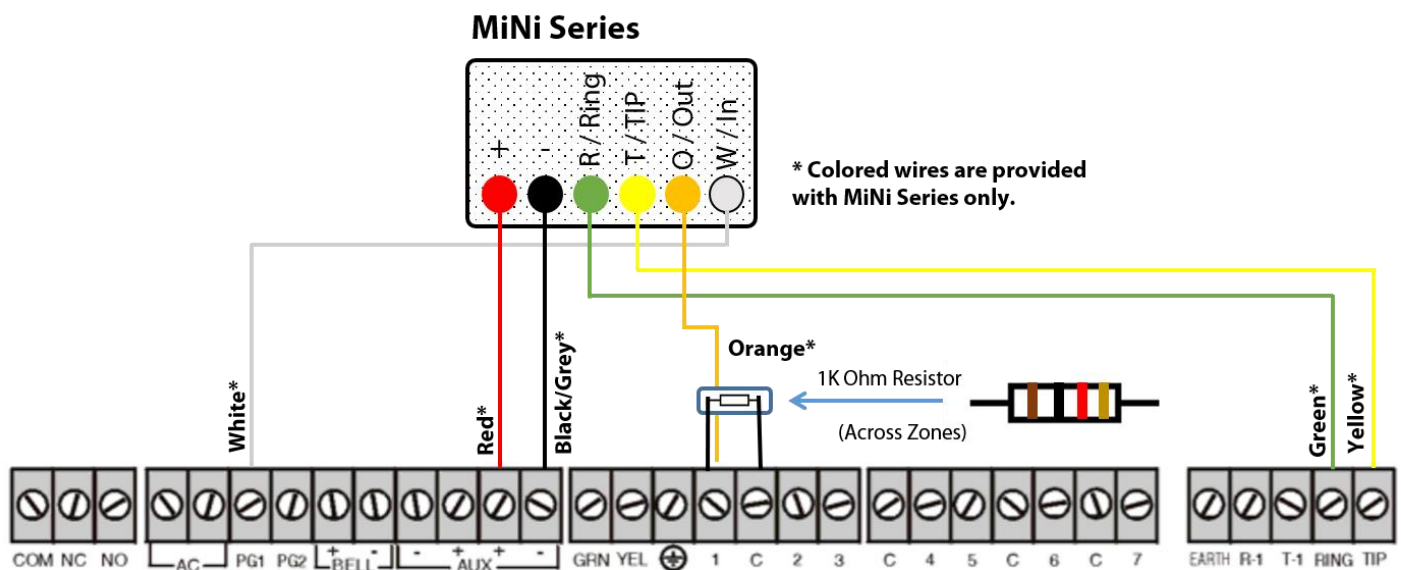 MiNi Series
+
-
R / Ring
T / TIP
O / Out
W / In
* Colored wires are provided
with MiNi Series only.
White*
Red*
Black/Grey*
Orange*
1K Ohm Resistor
(Across Zones)
Green*
Yellow*
COM NC NO
AC PG1 PG2 + BELL - - + AUX + -
GRN YEL 1 C 2 3
C 4 5 C 6 C 7
EARTH R-1 T-1 RING TIP